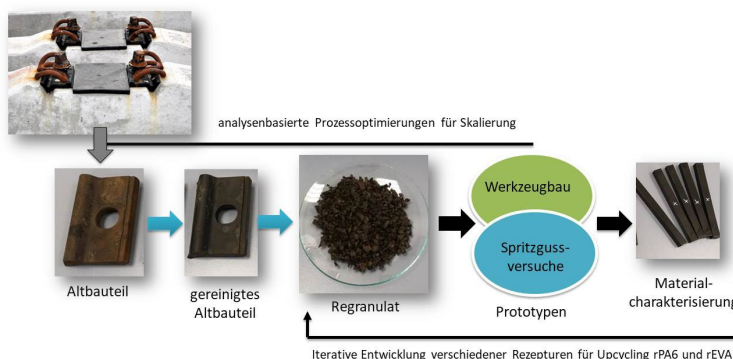 analysenbasierte Prozessoptimierungen für Skalierung
Werkzeugbau
Spritzguss-
versuche
Altbauteil
gereinigtes
Altbauteil
Regranulat
Prototypen
Material-
charakterisierung
Iterative Entwicklung verschiedener Rezepturen für Upcycling rPA6 und rEVA